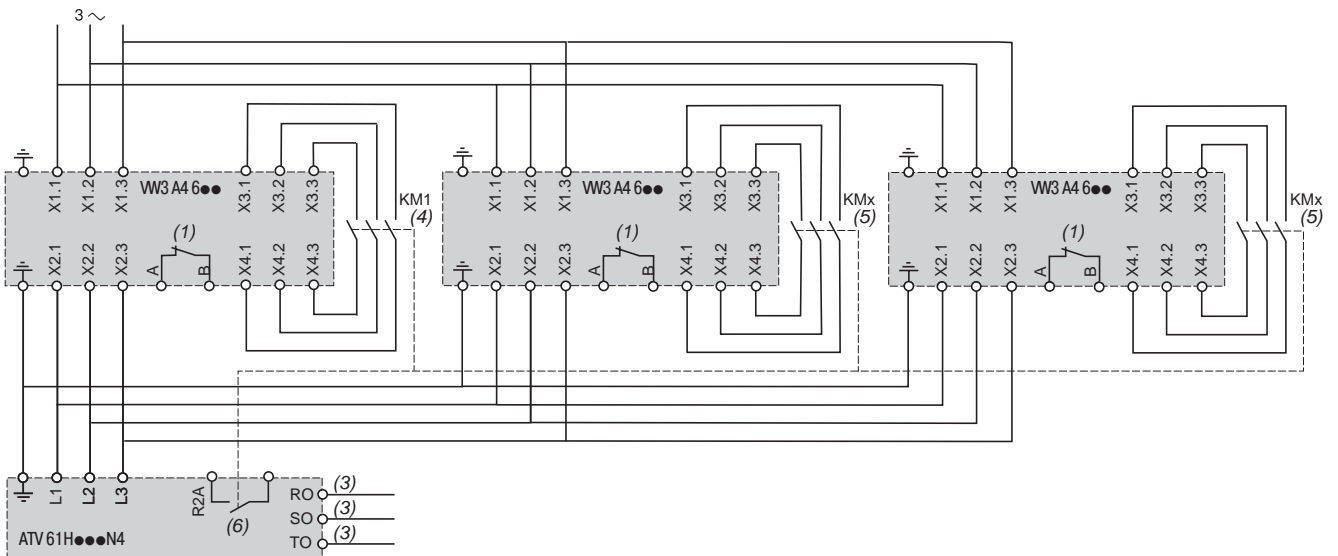 3 ~
X1.1 X1.2 X1.3 X3.1 X3.2 X3.3
VW3 A4 6●●
KM1
(4)
(1)
X2.1 X2.2 X2.3 A B X4.1 X4.2 X4.3
X1.1 X1.2 X1.3 X3.1 X3.2 X3.3
VW3 A4 6●●
KMx
(5)
(1)
X2.1 X2.2 X2.3 A B X4.1 X4.2 X4.3
X1.1 X1.2 X1.3 X3.1 X3.2 X3.3
VW3 A4 6●●
KMx
(5)
(1)
X2.1 X2.2 X2.3 A B X4.1 X4.2 X4.3
L1 L2 L3 R2A
(6)
RO (3)
SO (3)
TO (3)
ATV 61H●●●N4